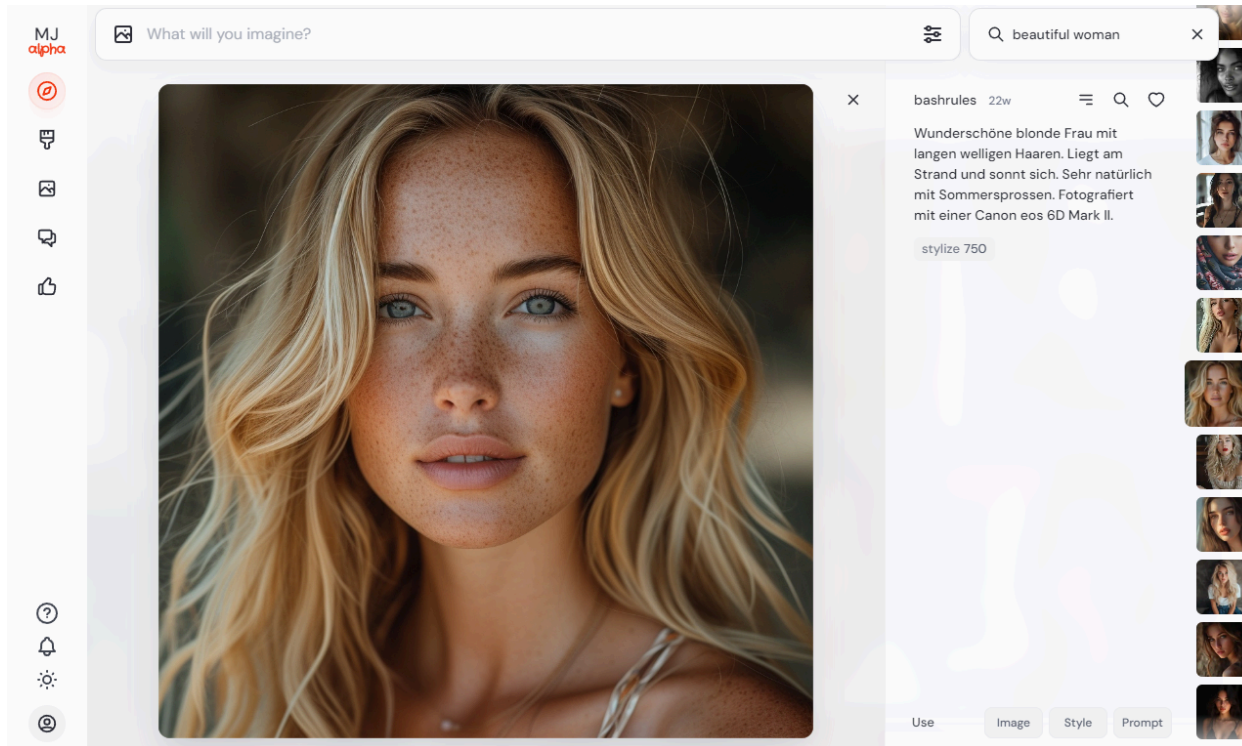 MJ
alpha
What will you imagine?
beautiful woman
bashrules 22w
Wunderschöne blonde Frau mit
langen welligen Haaren. Liegt am
Strand und sonnt sich. Sehr natürlich
mit Sommersprossen. Fotografiert
mit einer Canon eos 6D Mark II.
stylize 750
Use Image Style Prompt